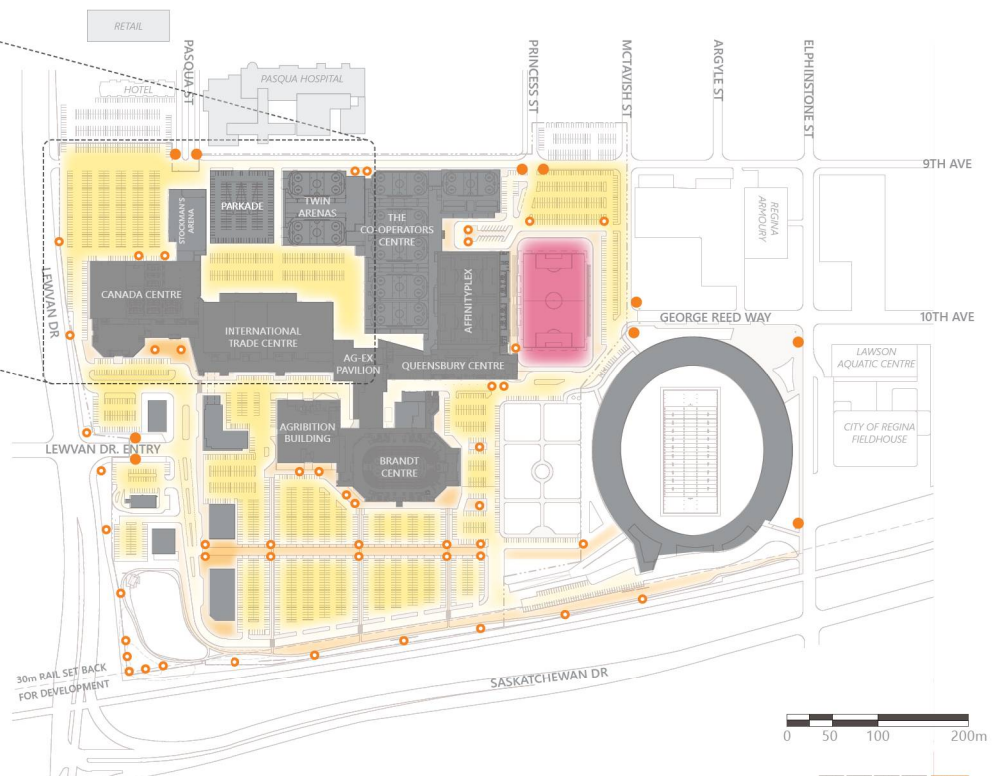 RETAIL
HOTEL
PASQUA ST
PASQUA HOSPITAL
PRINCESS ST
MCTAVISH ST
ARGYLE ST
ELPHINSTONE ST
9TH AVE
STOCKMAN'S
ARENA
PARKADE
TWIN
ARENAS
THE
CO-OPERATORS
CENTRE
REGINA
ARMOURY
LEWVAN DR
CANADA CENTRE
AFFINITYPLEX
INTERNATIONAL
TRADE CENTRE
GEORGE REED WAY
10TH AVE
AG-EX
PAVILION
QUEENSBURY CENTRE
LAWSON
AQUATIC CENTRE
AGRIBITION
BUILDING
CITY OF REGINA
FIELDHOUSE
LEWVAN DR. ENTRY
BRANDT
CENTRE
30m RAIL SET BACK
FOR DEVELOPMENT
SASKATCHEWAN DR
0 50 100 200m